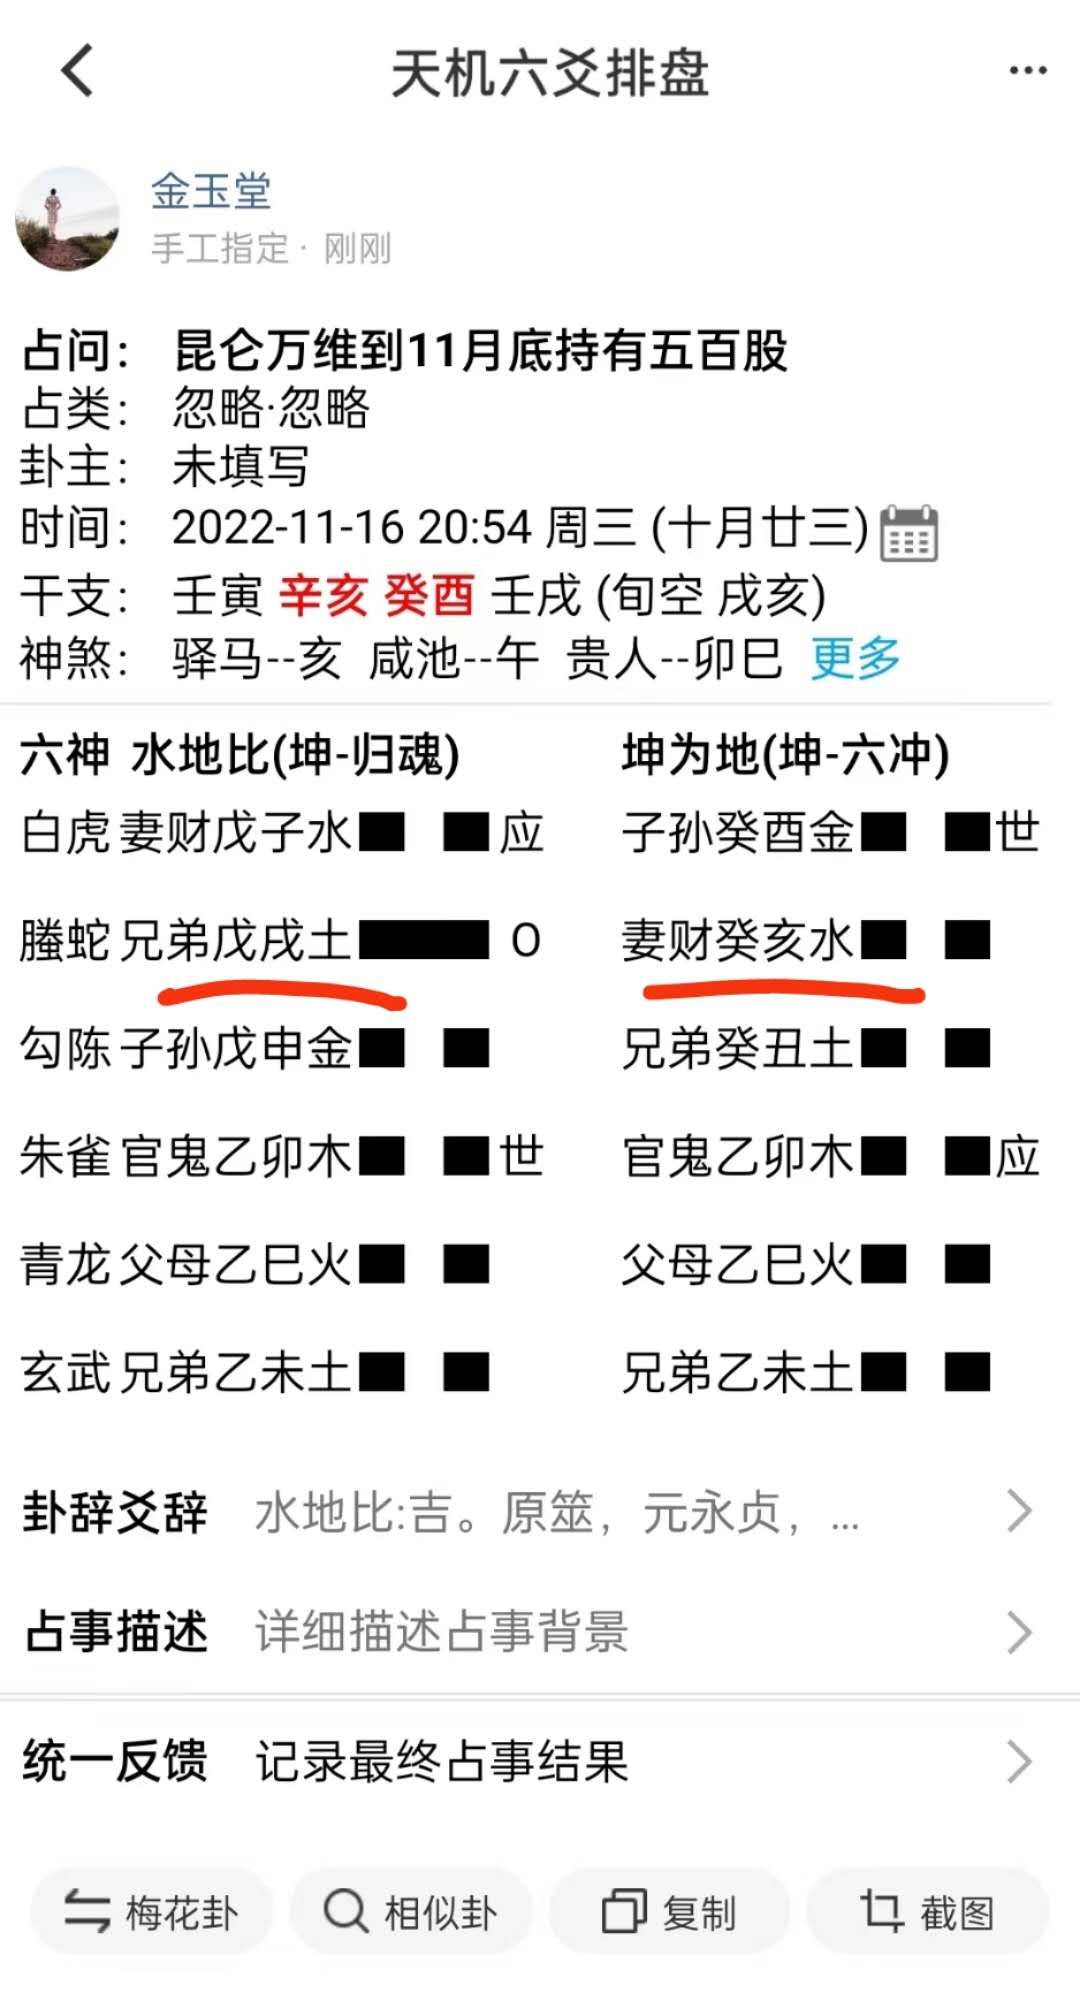 天机六爻排盘
金玉堂
手工指定· 刚刚
占问： 昆仑万维到11月底持有五百股
占类： 忽略·忽略
卦主： 未填写
时间： 2022-11-16 20:54 周三 (十月廿三)
干支： 壬寅 辛亥 癸酉 壬戌 (旬空 戌亥)
神煞： 驿马--亥 咸池--午 贵人--卯巳 更多
六神 水地比(坤-归魂) 坤为地(坤-六冲)
白虎 妻财戊子水 应 子孙癸酉金 世
螣蛇 兄弟戊戌土 O 妻财癸亥水
勾陈 子孙戊申金 兄弟癸丑土
朱雀 官鬼乙卯木 世 官鬼乙卯木 应
青龙 父母乙巳火 父母乙巳火
玄武 兄弟乙未土 兄弟乙未土
卦辞爻辞 水地比:吉。原筮，元永贞，...
占事描述 详细描述占事背景
统一反馈 记录最终占事结果
梅花卦 相似卦 复制 截图